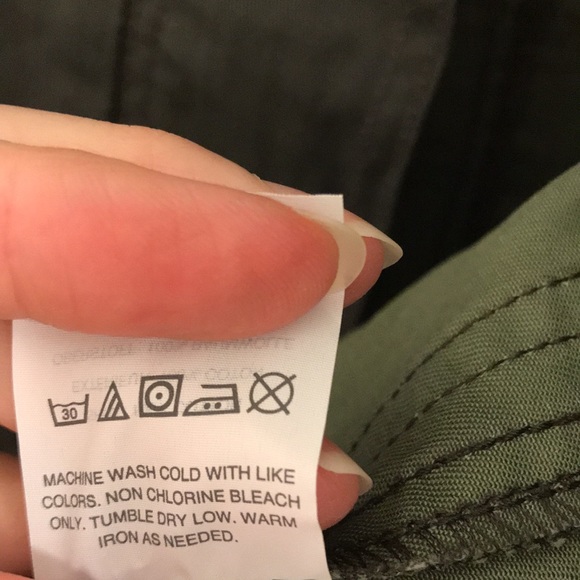 30
MACHINE WASH COLD WITH LIKE
COLORS. NON CHLORINE BLEACH
ONLY. TUMBLE DRY LOW. WARM
IRON AS NEEDED.